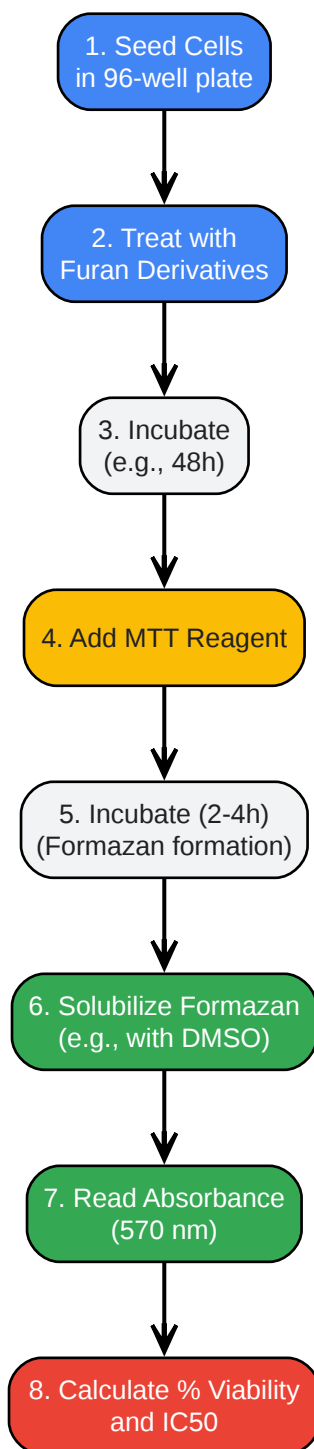 1. Seed Cells
in 96-well plate
2. Treat with
Furan Derivatives
3. Incubate
(e.g., 48h)
4. Add MTT Reagent
5. Incubate (2-4h)
(Formazan formation)
6. Solubilize Formazan
(e.g., with DMSO)
7. Read Absorbance
(570 nm)
8. Calculate % Viability
and IC50